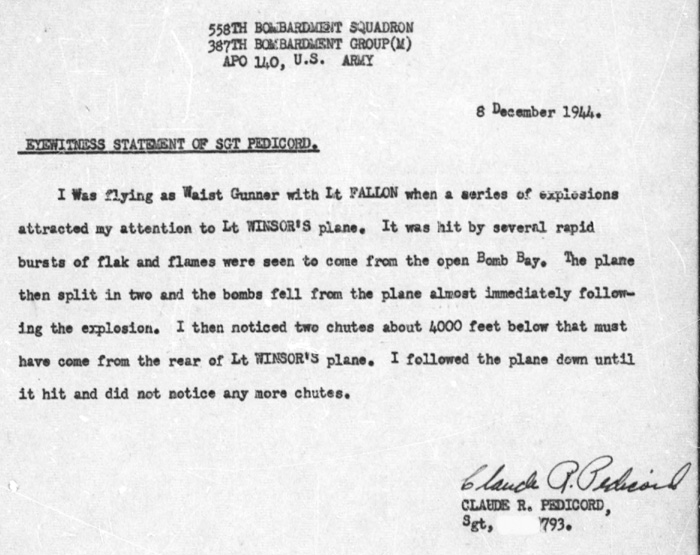 558TH BOMBARDMENT SQUADRON
387TH BOMBARDMENT GROUP(M)
APO 140, U.S. ARMY
8 December 1944.
EYEWITNESS STATEMENT OF SGT PEDICORD.
I Was flying as Waist Gunner with Lt FALLON when a series of explosions
attracted my attention to Lt WINSOR'S plane. It was hit by several rapid
bursts of flak and flames were seen to come from the open Bomb Bay. The plane
then split in two and the bombs fell from the plane almost immediately follow-
ing the explosion. I then noticed two chutes about 4000 feet below that must
have come from the rear of Lt WINSOR'S plane. I followed the plane down until
it hit and did not notice any more chutes.
Claude R. Pedicord
CLAUDE R. PEDICORD,
Sgt, 793.